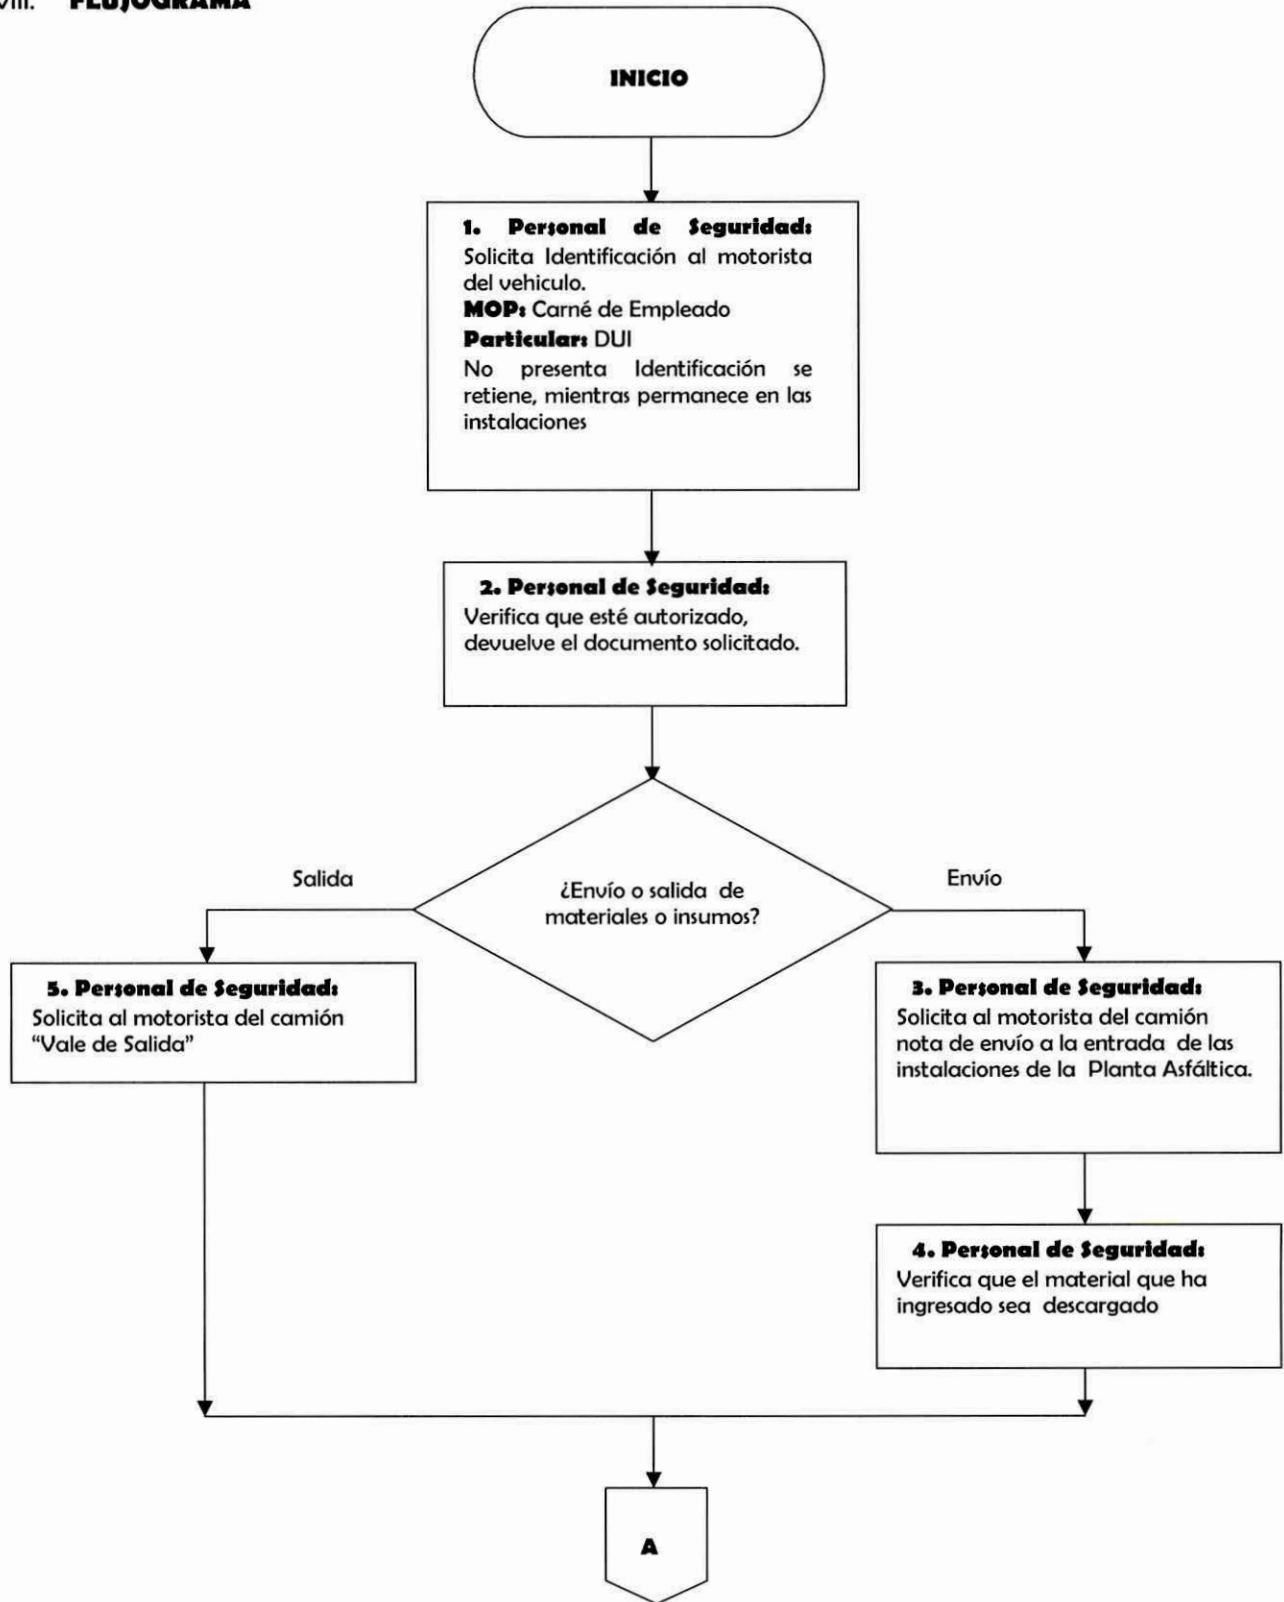 VIII. FLUJOGRAMA
INICIO
1. Personal de Seguridad:
Solicita Identificación al motorista
del vehiculo.
MOP: Carné de Empleado
Particular: DUI
No presenta Identificación se
retiene, mientras permanece en las
instalaciones
2. Personal de Seguridad:
Verifica que esté autorizado,
devuelve el documento solicitado.
¿Envío o salida de
materiales o insumos?
Salida
Envío
5. Personal de Seguridad:
Solicita al motorista del camión
“Vale de Salida”
3. Personal de Seguridad:
Solicita al motorista del camión
nota de envío a la entrada de las
instalaciones de la Planta Asfáltica.
4. Personal de Seguridad:
Verifica que el material que ha
ingresado sea descargado
A